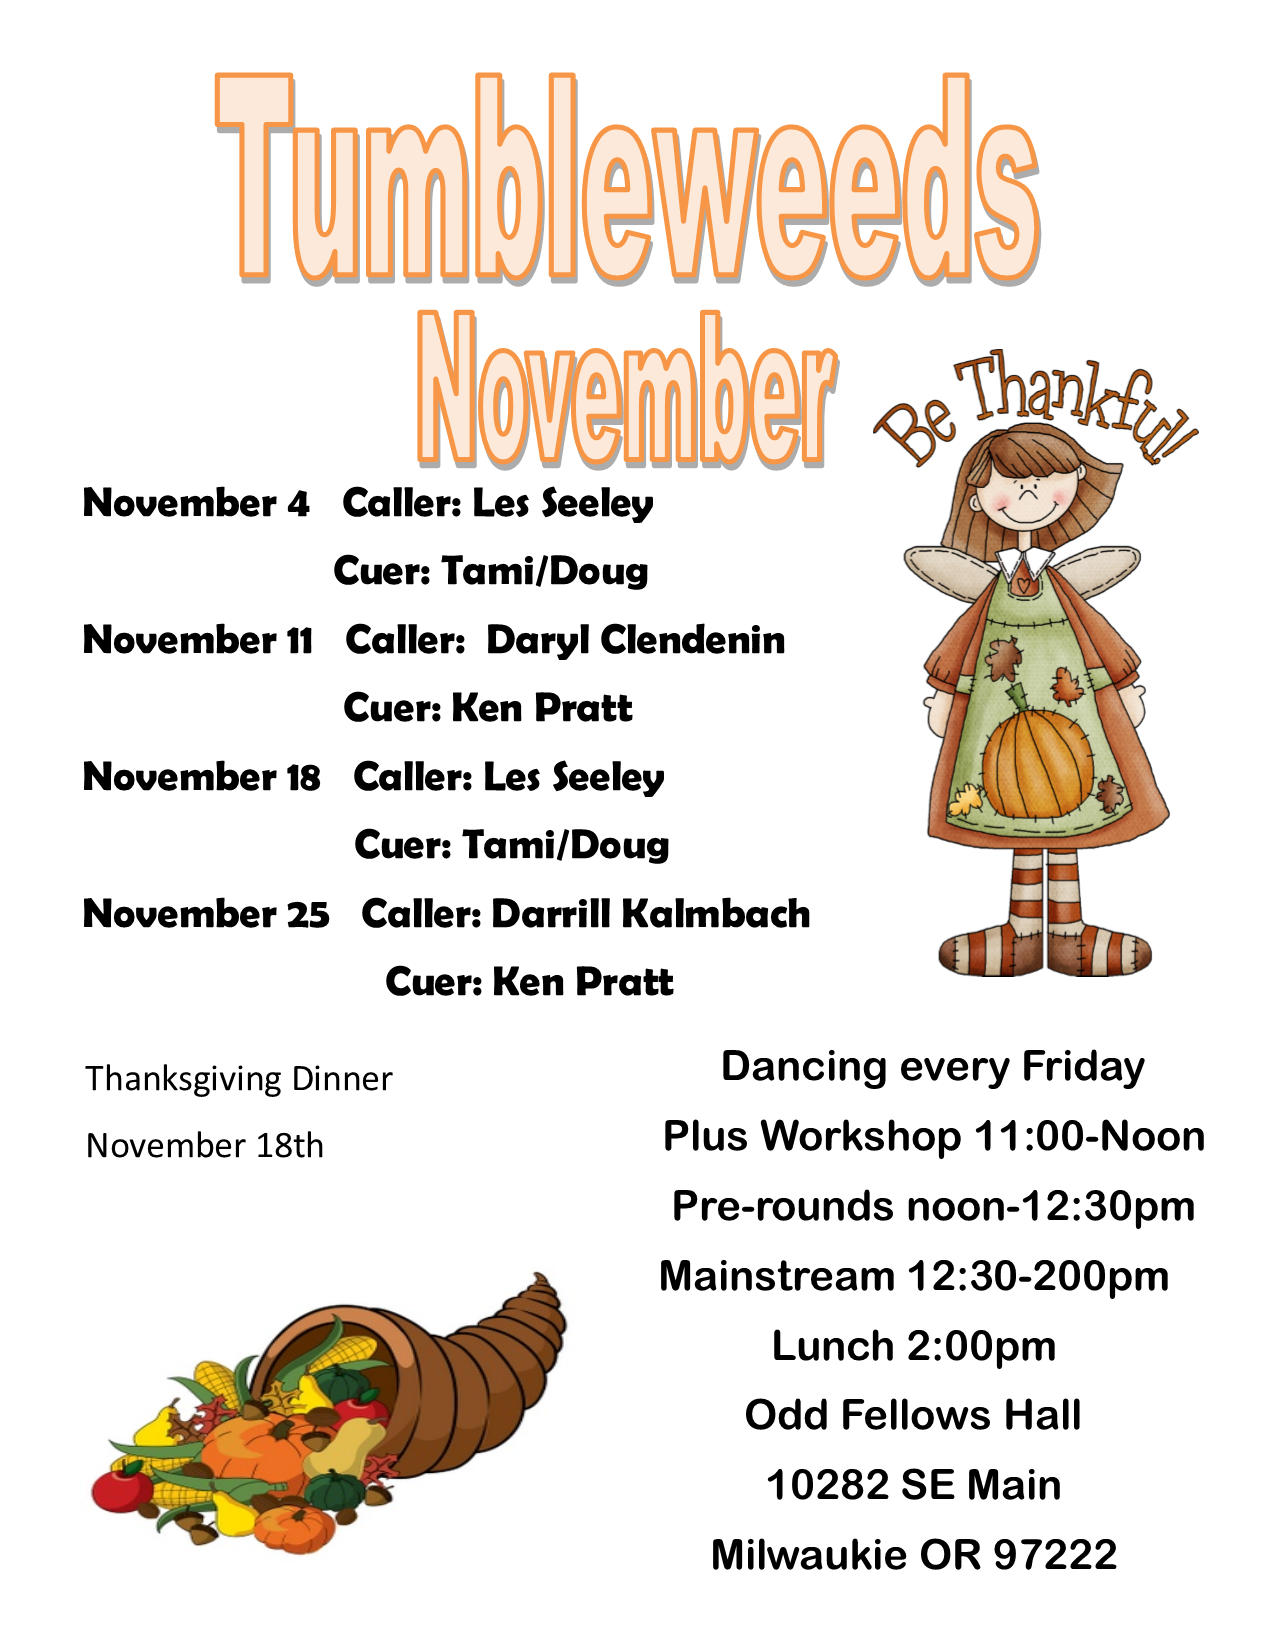 Tumbleweeds
November
Be Thankful!
November 4 Caller: Les Seeley
Cuer: Tami/Doug
November 11 Caller: Daryl Clendenin
Cuer: Ken Pratt
November 18 Caller: Les Seeley
Cuer: Tami/Doug
November 25 Caller: Darrill Kalmbach
Cuer: Ken Pratt
Thanksgiving Dinner
November 18th
Dancing every Friday
Plus Workshop 11:00-Noon
Pre-rounds noon-12:30pm
Mainstream 12:30-200pm
Lunch 2:00pm
Odd Fellows Hall
10282 SE Main
Milwaukie OR 97222